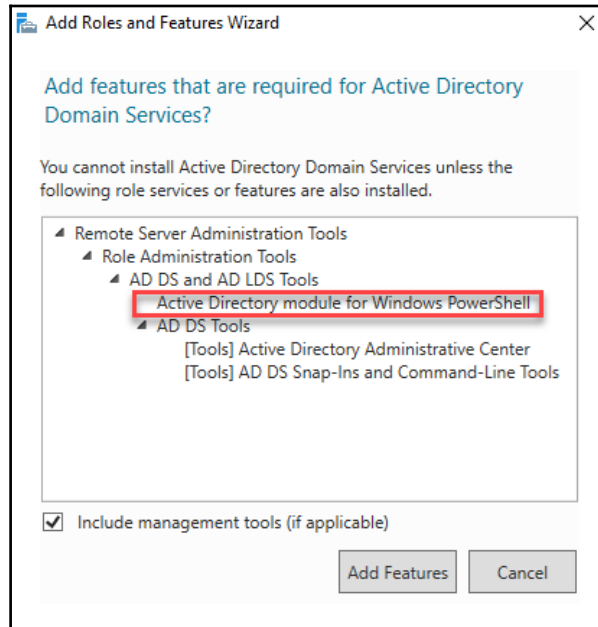 Add Roles and Features Wizard
Add features that are required for Active Directory
Domain Services?
You cannot install Active Directory Domain Services unless the
following role services or features are also installed.
Remote Server Administration Tools
Role Administration Tools
AD DS and AD LDS Tools
Active Directory module for Windows PowerShell
AD DS Tools
[Tools] Active Directory Administrative Center
[Tools] AD DS Snap-Ins and Command-Line Tools
Include management tools (if applicable)
Add Features
Cancel